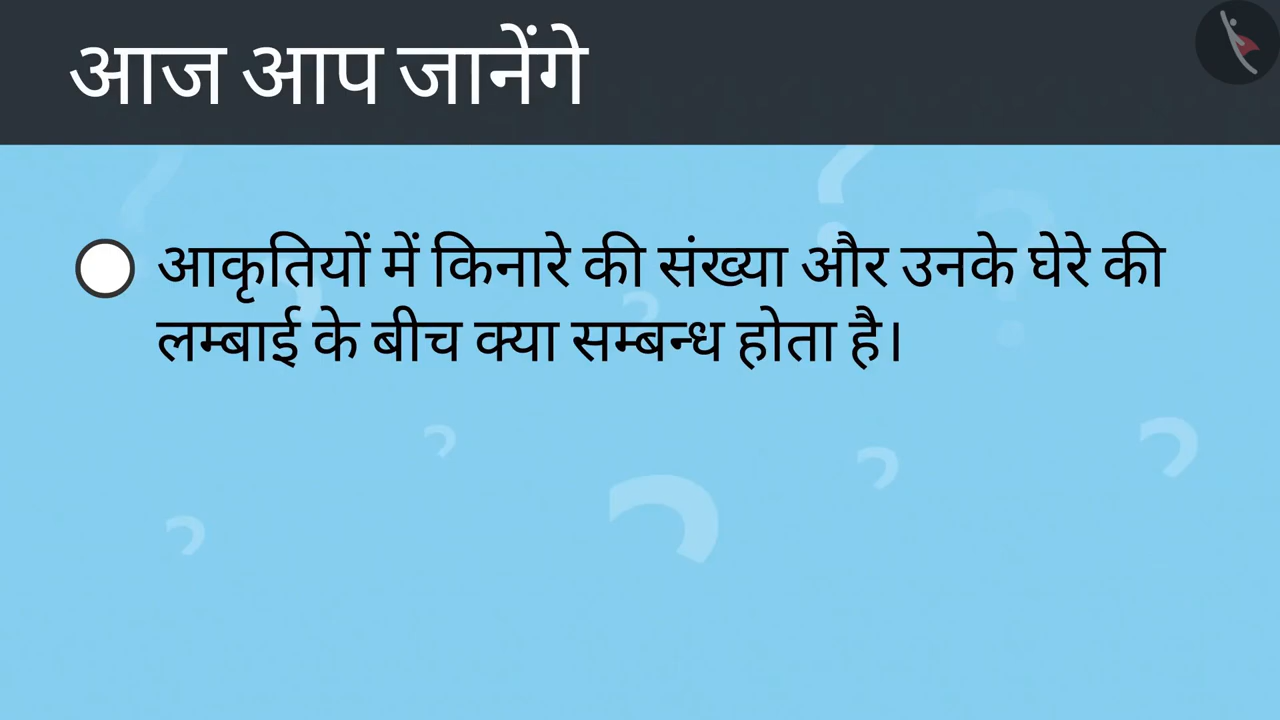 आज आप जानेंगे
आकृतियों में किनारे की संख्या और उनके घेरे की
लम्बाई के बीच क्या सम्बन्ध होता है।